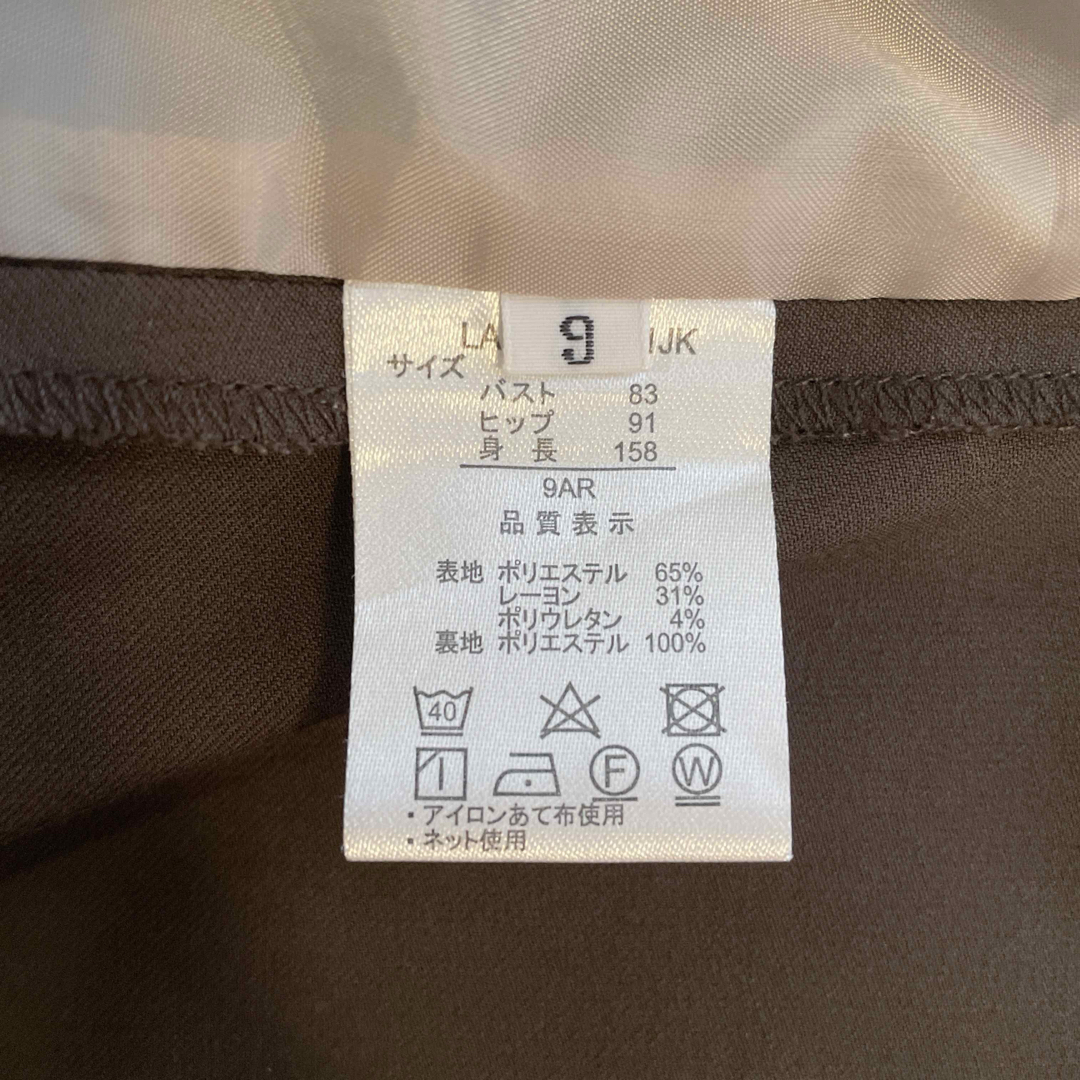 9
サイズ
バスト 83
ヒップ 91
身 長 158
9AR
品 質 表 示
表地 ポリエステル 65%
レーヨン 31%
ポリウレタン 4%
裏地 ポリエステル 100%
40
F W
・アイロンあて布使用
・ネット使用